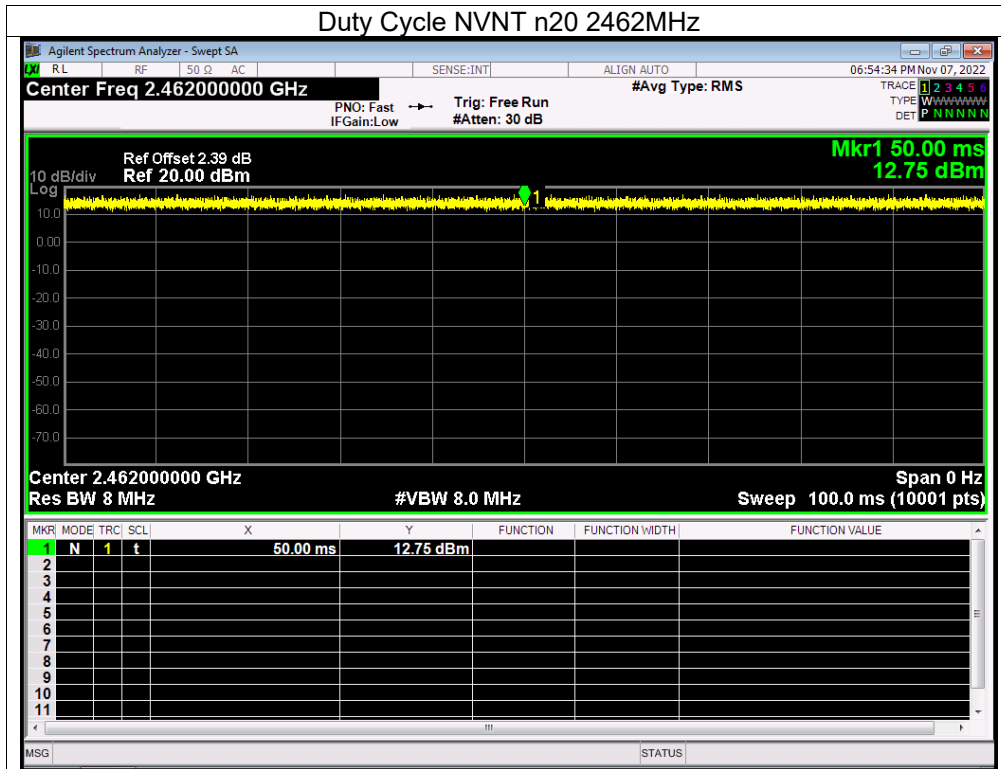 Duty Cycle NVNT n20 2462MHz
Agilent Spectrum Analyzer - Swept SA
LXI RL RF 50 Ω AC SENSE:INT ALIGN AUTO 06:54:34 PM Nov 07, 2022
Center Freq 2.462000000 GHz #Avg Type: RMS TRACE 1 2 3 4 5 6
PNO: Fast Trig: Free Run TYPE WWWWWW
IFGain:Low #Atten: 30 dB DET P N N N N N
Mkr1 50.00 ms
Ref Offset 2.39 dB
10 dB/div Ref 20.00 dBm 12.75 dBm
Log
1
10.0
0.00
-10.0
-20.0
-30.0
-40.0
-50.0
-60.0
-70.0
Center 2.462000000 GHz Span 0 Hz
Res BW 8 MHz #VBW 8.0 MHz Sweep 100.0 ms (10001 pts)
MKR MODE TRC SCL X Y FUNCTION FUNCTION WIDTH FUNCTION VALUE
1 N 1 t 50.00 ms 12.75 dBm
2
3
4
5
6
7
8
9
10
11
MSG STATUS